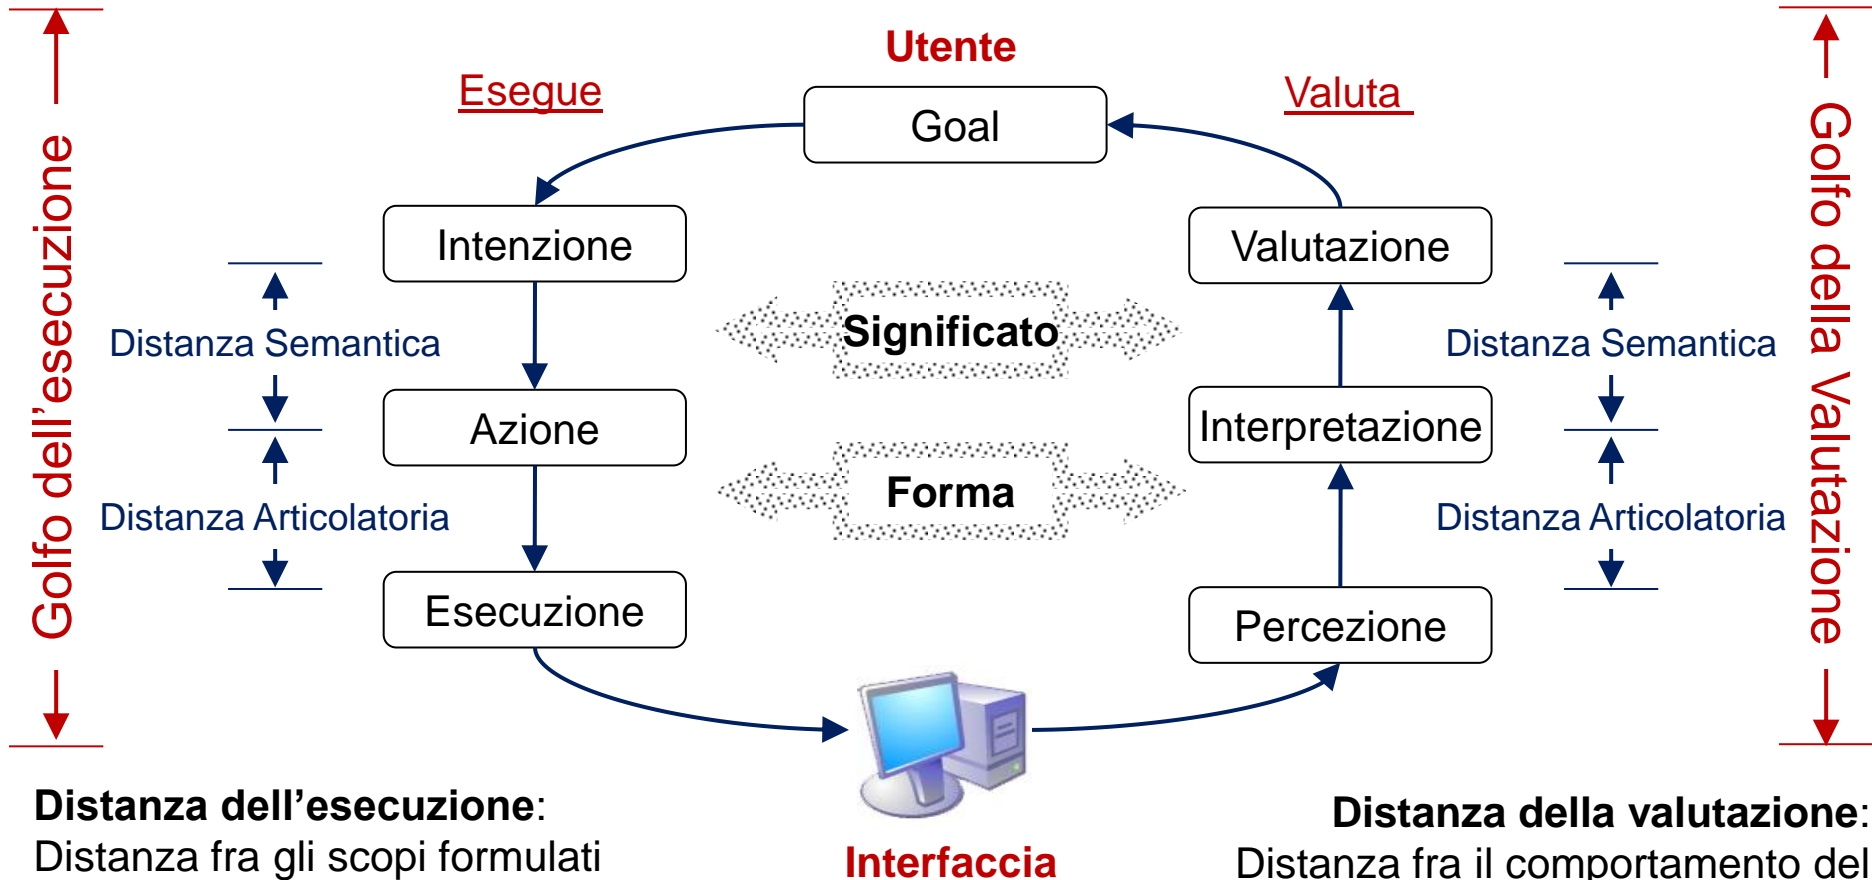 Utente
Esegue
Valuta
Goal
Golfo dell'esecuzione
Golfo della Valutazione
Intenzione
Valutazione
Distanza Semantica
Significato
Distanza Semantica
Azione
Interpretazione
Distanza Articolatoria
Forma
Distanza Articolatoria
Esecuzione
Percezione
Distanza dell’esecuzione:
Distanza fra gli scopi formulati
Interfaccia
Distanza della valutazione:
Distanza fra il comportamento del